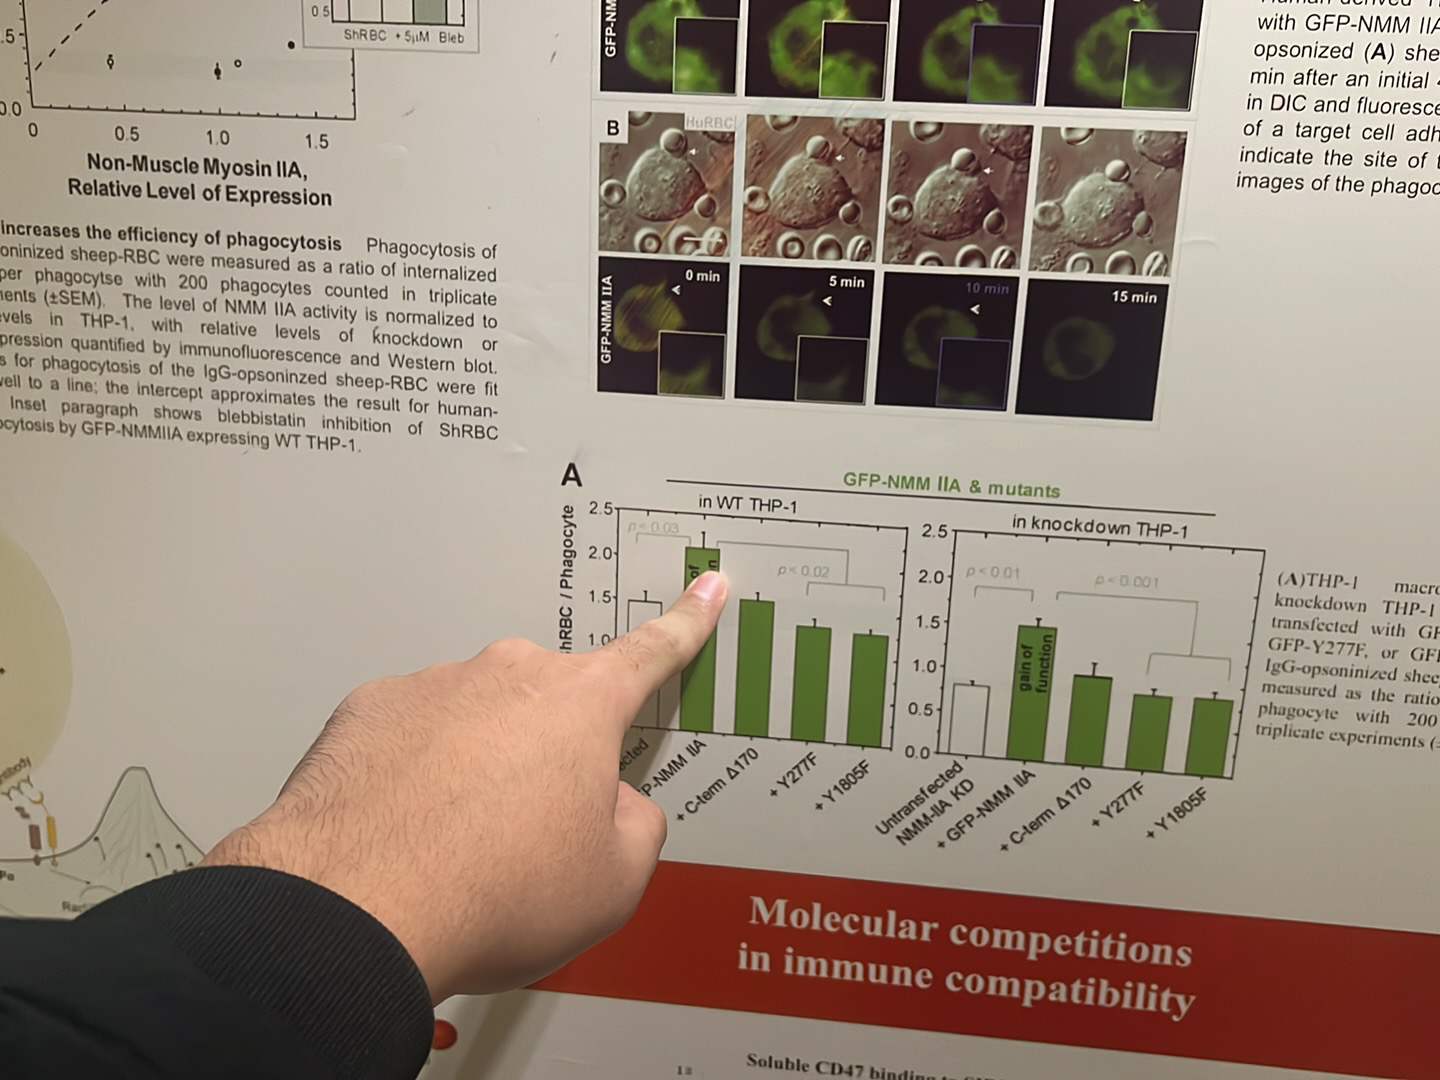 0.5
ShRBC + 5µM Bleb
.5
0.0
0 0.5 1.0 1.5
Non-Muscle Myosin IIA,
Relative Level of Expression
increases the efficiency of phagocytosis Phagocytosis of
oninized sheep-RBC were measured as a ratio of internalized
per phagocytse with 200 phagocytes counted in triplicate
ments (±SEM). The level of NMM IIA activity is normalized to
vels in THP-1, with relative levels of knockdown or
pression quantified by immunofluorescence and Western blot.
s for phagocytosis of the IgG-opsoninzed sheep-RBC were fit
well to a line; the intercept approximates the result for human-
Inset paragraph shows blebbistatin inhibition of ShRBC
ocytosis by GFP-NMMIIA expressing WT THP-1.
GFP-NM
B
HuRBC
GFP-NMM IIA
0 min
5 min
10 min
15 min
with GFP-NMM IIA
opsonized (A) she
min after an initial 4
in DIC and fluoresce
of a target cell adh
indicate the site of t
images of the phagoc
A
GFP-NMM IIA & mutants
in WT THP-1
hRBC / Phagocyte
2.5
2.0
1.5
1.0
p < 0.03
p < 0.02
of
n
acted
P-NMM IIA
+ C-term Δ170
+ Y277F
+ Y1805F
in knockdown THP-1
2.5
2.0
1.5
1.0
0.5
0.0
p < 0.01
p < 0.001
gain of
function
Untransfected
NMM-IIA KD
+ GFP-NMM IIA
+ C-term Δ170
+ Y277F
+ Y1805F
(A)THP-1 macro
knockdown THP-1
transfected with GF
GFP-Y277F, or GFI
IgG-opsoninized shee
measured as the ratio
phagocyte with 200
triplicate experiments (±
Molecular competitions
in immune compatibility
Soluble CD47 binding